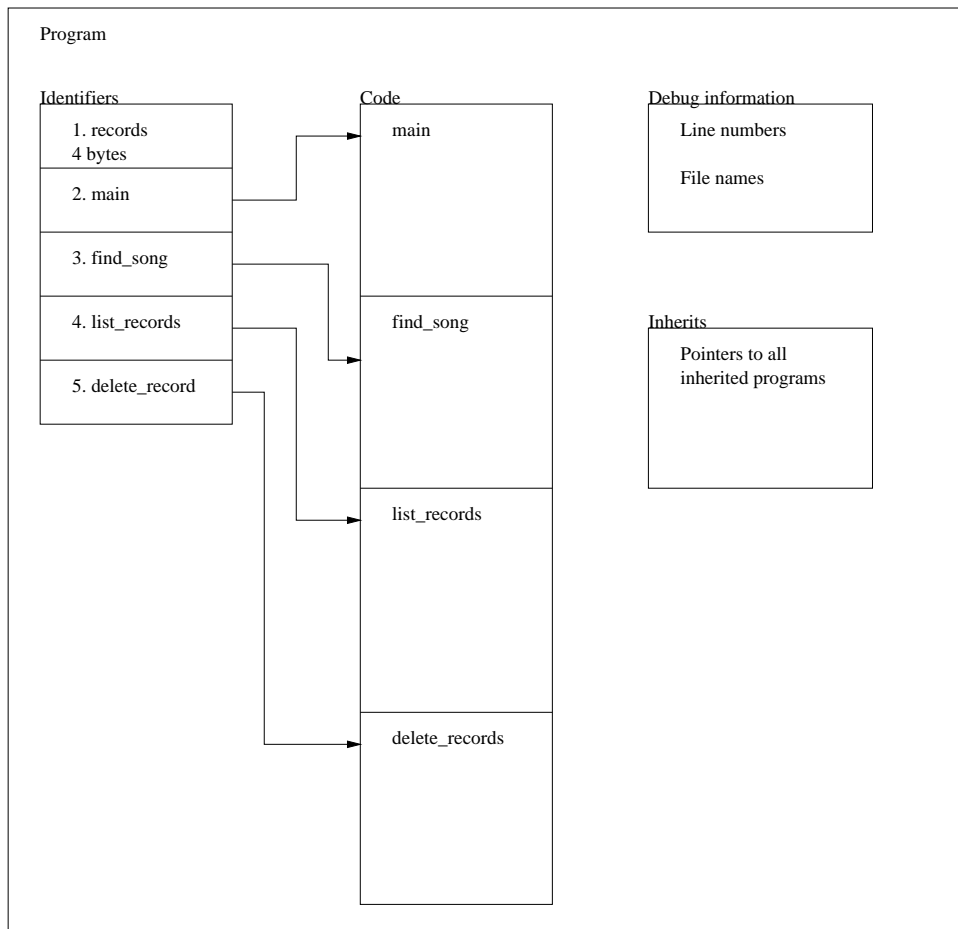 Program
Identifiers
1. records
4 bytes
2. main
3. find_song
4. list_records
5. delete_record
Code
main
find_song
list_records
delete_records
Debug information
Line numbers
File names
Inherits
Pointers to all
inherited programs